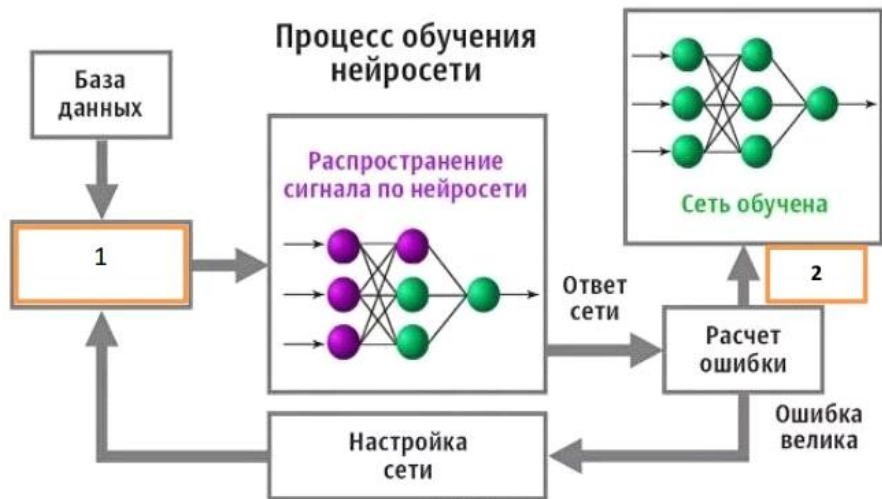 Процесс обучения
нейросети
База
данных
1
Распространение
сигнала по нейросети
Ответ
сети
Расчет
ошибки
2
Сеть обучена
Ошибка
велика
Настройка
сети